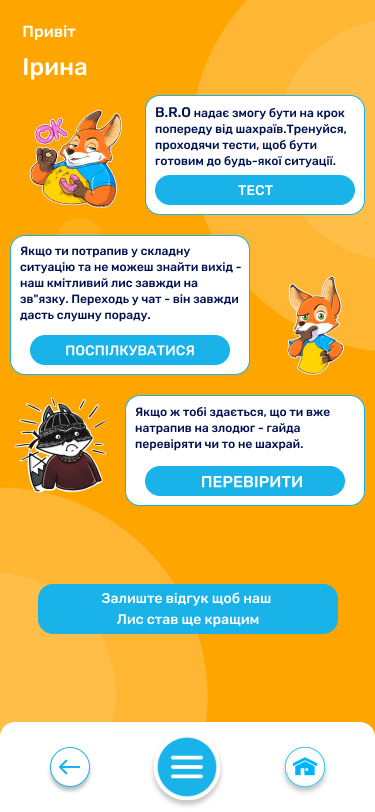 Привіт
Ірина
OK
B.R.O надає змогу бути на крок
попереду від шахраїв.Тренуйся,
проходячи тести, щоб бути
готовим до будь-якої ситуації.
ТЕСТ
Якщо ти потрапив у складну
ситуацію та не можеш знайти вихід -
наш кмітливий лис завжди на
зв"язку. Переходь у чат - він завжди
дасть слушну пораду.
ПОСПІЛКУВАТИСЯ
Якщо ж тобі здається, що ти вже
натрапив на злодюг - гайда
перевіряти чи то не шахрай.
ПЕРЕВІРИТИ
Залиште відгук щоб наш
Лис став ще кращим